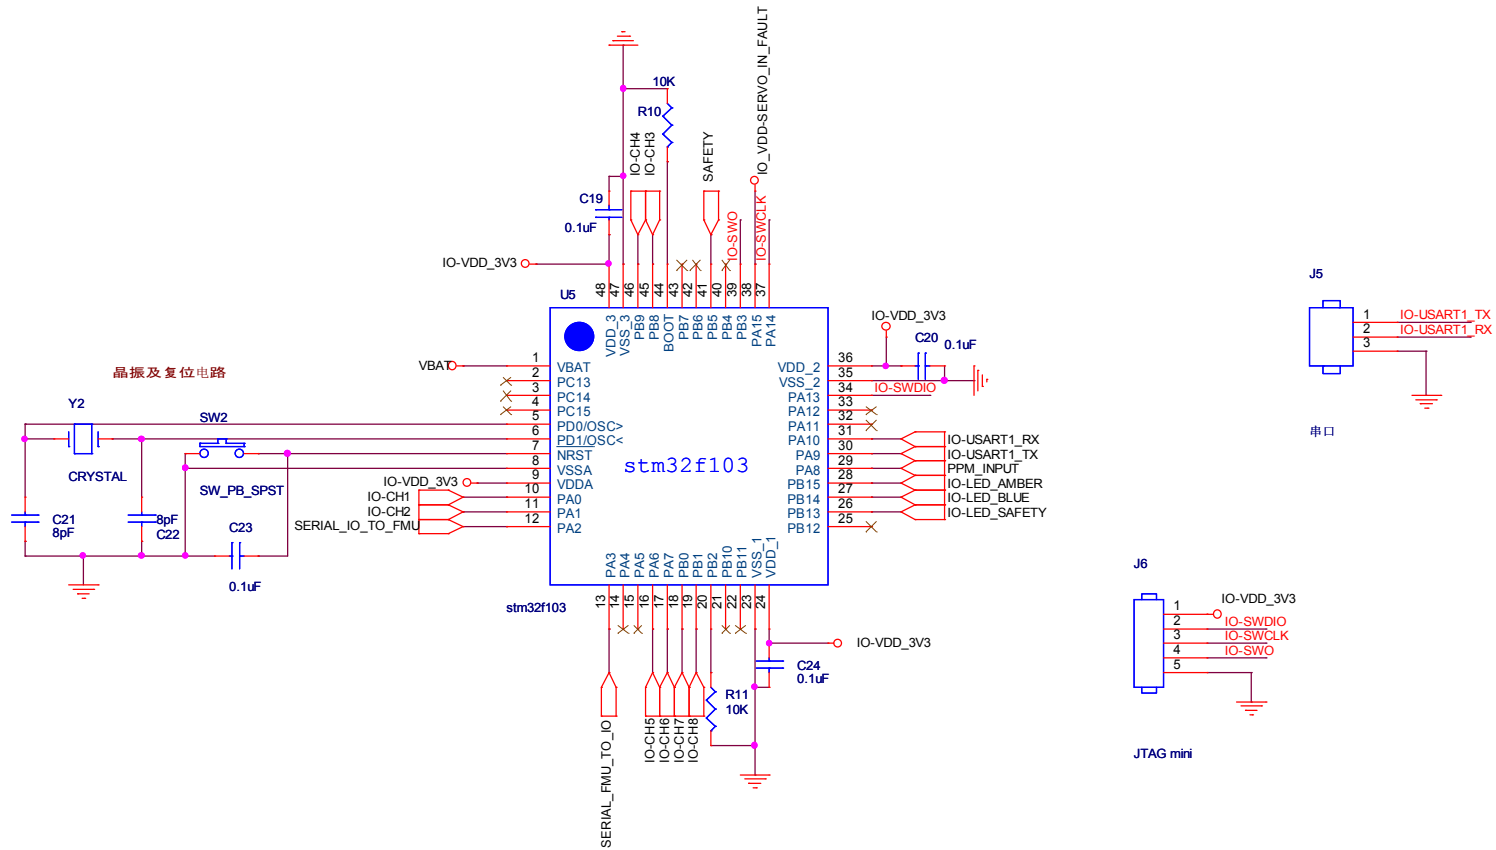 IO_VDD-SERVO_IN_FAULT
10K
R10
IO-CH4
IO-CH3
SAFETY
C19
0.1uF
IO-SWO
IO-SWCLK
IO-VDD_3V3
48
47
46
45
44
43
42
41
40
39
38
37
U5
VDD_3
VSS_3
PB9
PB8
BOOT
PB7
PB6
PB5
PB4
PB3
PA15
PA14
J5
1 IO-USART1_TX
2 IO-USART1_RX
3
串口
IO-VDD_3V3
C20
0.1uF
VBAT
1 VBAT
2 PC13
3 PC14
4 PC15
5 PD0/OSC>
6 PD1/OSC<
7 NRST
8 VSSA
9 VDDA
10 PA0
11 PA1
12 PA2
晶振及复位电路
Y2
SW2
CRYSTAL
SW_PB_SPST
IO-VDD_3V3
IO-CH1
IO-CH2
SERIAL_IO_TO_FMU
C21
8pF
8pF
C22
C23
0.1uF
stm32f103
VDD_2 36
VSS_2 35
PA13 34 IO-SWDIO
PA12 33
PA11 32
PA10 31 IO-USART1_RX
PA9 30 IO-USART1_TX
PA8 29 PPM_INPUT
PB15 28 IO-LED_AMBER
PB14 27 IO-LED_BLUE
PB13 26 IO-LED_SAFETY
PB12 25
PA3
PA4
PA5
PA6
PA7
PB0
PB1
PB2
PB10
PB11
VSS_1
VDD_1
stm32f103
13
14
15
16
17
18
19
20
21
22
23
24
IO-VDD_3V3
C24
0.1uF
R11
10K
SERIAL_FMU_TO_IO
IO-CH5
IO-CH6
IO-CH7
IO-CH8
J6
1 IO-VDD_3V3
2 IO-SWDIO
3 IO-SWCLK
4 IO-SWO
5
JTAG mini